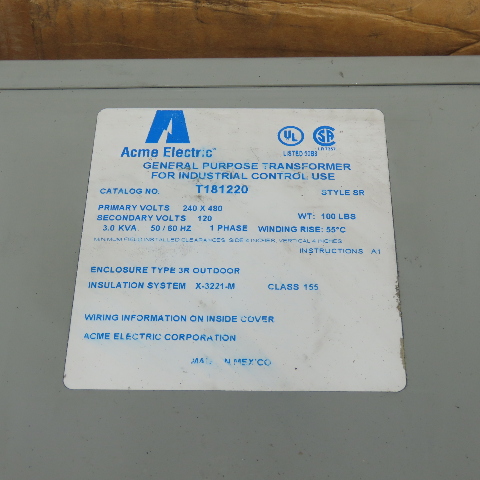 A
Acme Electric
UL
SA
GENERAL PURPOSE TRANSFORMER
FOR INDUSTRIAL CONTROL USE
CATALOG NO. T181220 STYLE SR
PRIMARY VOLTS 240 X 480 WT: 100 LBS
SECONDARY VOLTS 120
3.0 KVA 50 / 60 HZ 1 PHASE WINDING RISE: 55°C
INSTRUCTIONS A1
ENCLOSURE TYPE 3R OUTDOOR
INSULATION SYSTEM X-3221-M CLASS 155
WIRING INFORMATION ON INSIDE COVER
ACME ELECTRIC CORPORATION
MEXICO